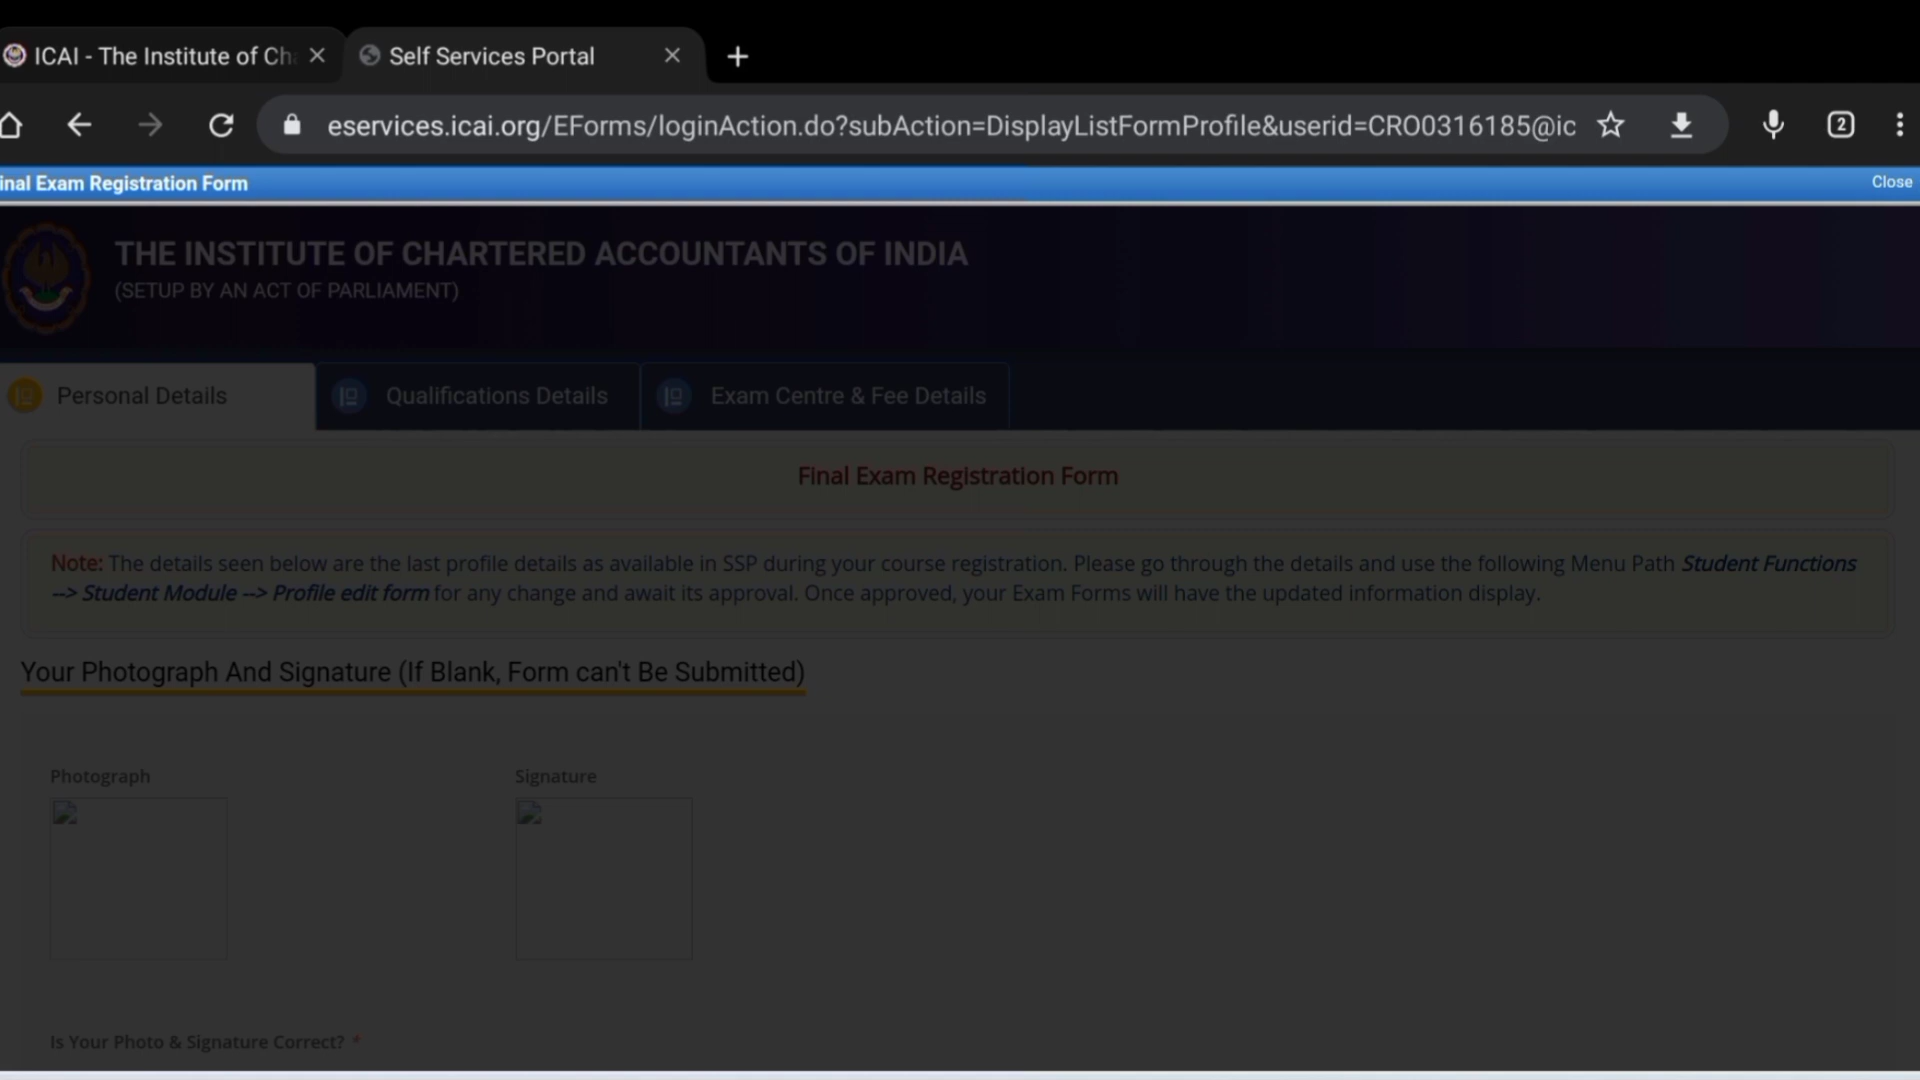 ICAI - The Institute of Ch
Self Services Portal
eservices.icai.org/EForms/loginAction.do?subAction=DisplayListFormProfile&userid=CRO0316185@ic
2
inal Exam Registration Form
Close
THE INSTITUTE OF CHARTERED ACCOUNTANTS OF INDIA
(SETUP BY AN ACT OF PARLIAMENT)
Personal Details
Qualifications Details
Exam Centre & Fee Details
Final Exam Registration Form
Note: The details seen below are the last profile details as available in SSP during your course registration. Please go through the details and use the following Menu Path Student Functions
--> Student Module --> Profile edit form for any change and await its approval. Once approved, your Exam Forms will have the updated information display.
Your Photograph And Signature (If Blank, Form can't Be Submitted)
Photograph
Signature
Is Your Photo & Signature Correct? *